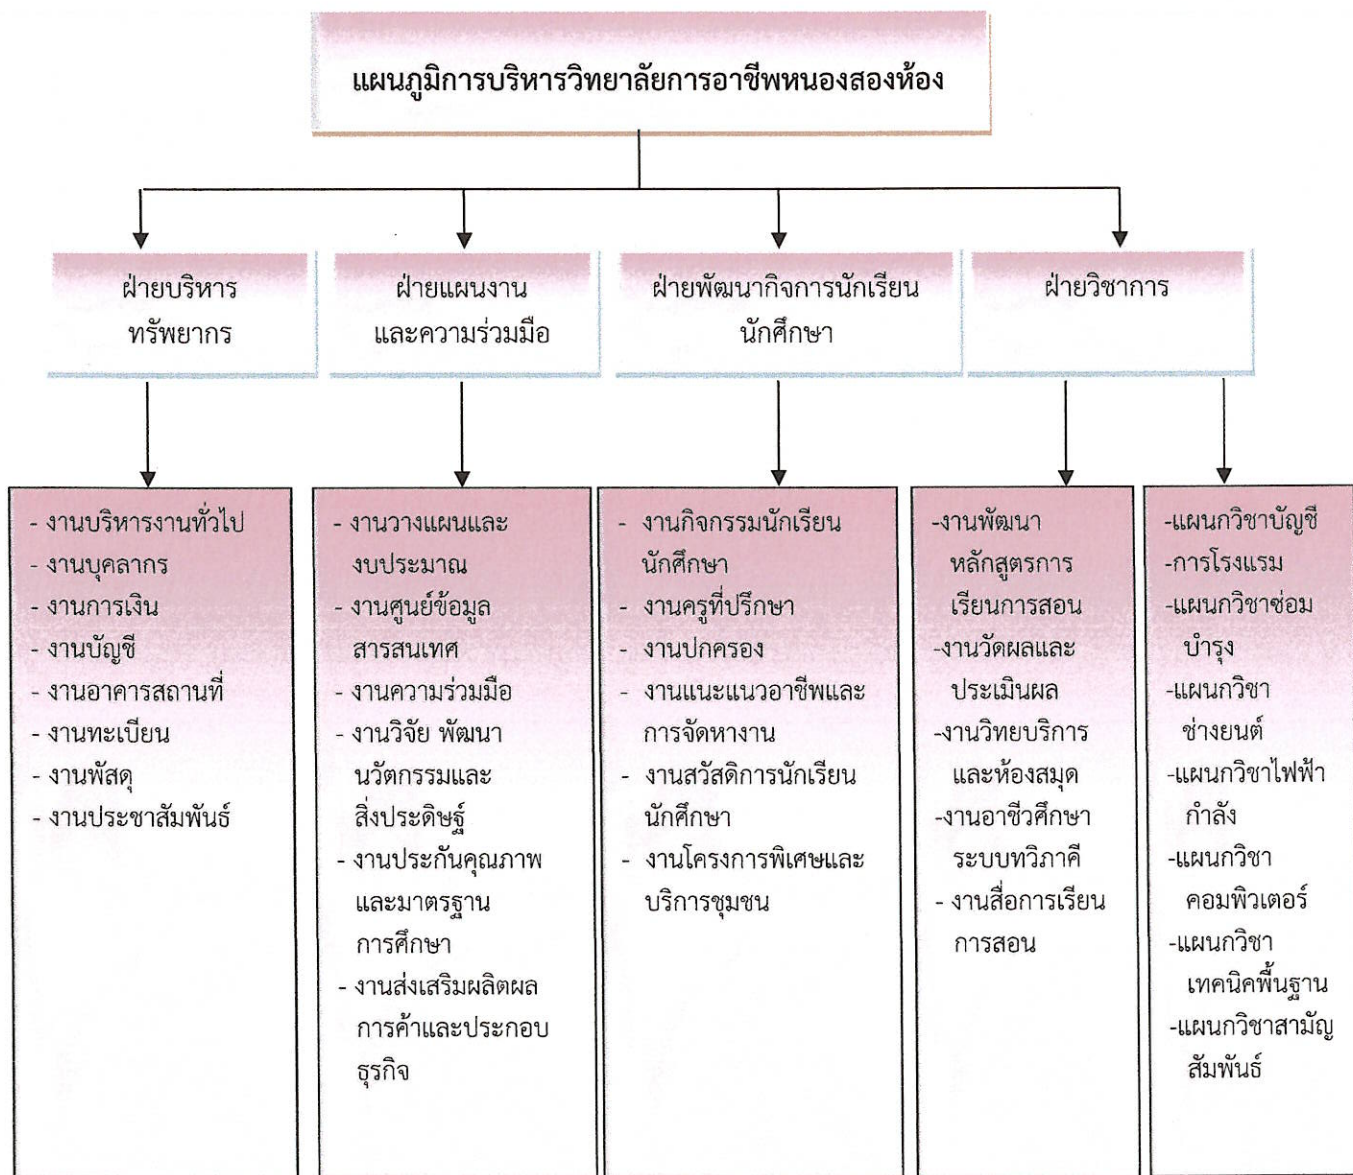 แผนภูมิการบริหารวิทยาลัยการอาชีพหนองสองห้อง
ฝ่ายบริหาร
ทรัพยากร
ฝ่ายแผนงาน
และความร่วมมือ
ฝ่ายพัฒนากิจการนักเรียน
นักศึกษา
ฝ่ายวิชาการ
- งานบริหารงานทั่วไป
- งานบุคลากร
- งานการเงิน
- งานบัญชี
- งานอาคารสถานที่
- งานทะเบียน
- งานพัสดุ
- งานประชาสัมพันธ์
- งานวางแผนและ
งบประมาณ
- งานศูนย์ข้อมูล
สารสนเทศ
- งานความร่วมมือ
- งานวิจัย พัฒนา
นวัตกรรมและ
สิ่งประดิษฐ์
- งานประกันคุณภาพ
และมาตรฐาน
การศึกษา
- งานส่งเสริมผลิตผล
การค้าและประกอบ
ธุรกิจ
- งานกิจกรรมนักเรียน
นักศึกษา
- งานครูที่ปรึกษา
- งานปกครอง
- งานแนะแนวอาชีพและ
การจัดหางาน
- งานสวัสดิการนักเรียน
นักศึกษา
- งานโครงการพิเศษและ
บริการชุมชน
-งานพัฒนา
หลักสูตรการ
เรียนการสอน
-งานวัดผลและ
ประเมินผล
-งานวิทยบริการ
และห้องสมุด
-งานอาชีวศึกษา
ระบบทวิภาคี
- งานสื่อการเรียน
การสอน
-แผนกวิชาบัญชี
-การโรงแรม
-แผนกวิชาซ่อม
บำรุง
-แผนกวิชา
ช่างยนต์
-แผนกวิชาไฟฟ้า
กำลัง
-แผนกวิชา
คอมพิวเตอร์
-แผนกวิชา
เทคนิคพื้นฐาน
-แผนกวิชาสามัญ
สัมพันธ์